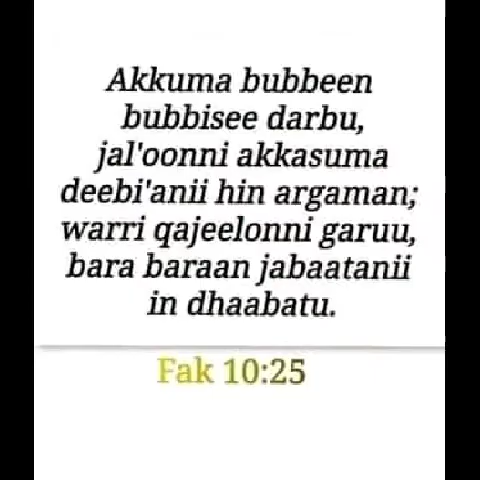 Akkuma bubbeen
bubbisee darbu,
jal'oonni akkasuma
deebi'anii hin argaman;
warri qajeelonni garuu,
bara baraan jabaatanii
in dhaabatu.
Fak 10:25